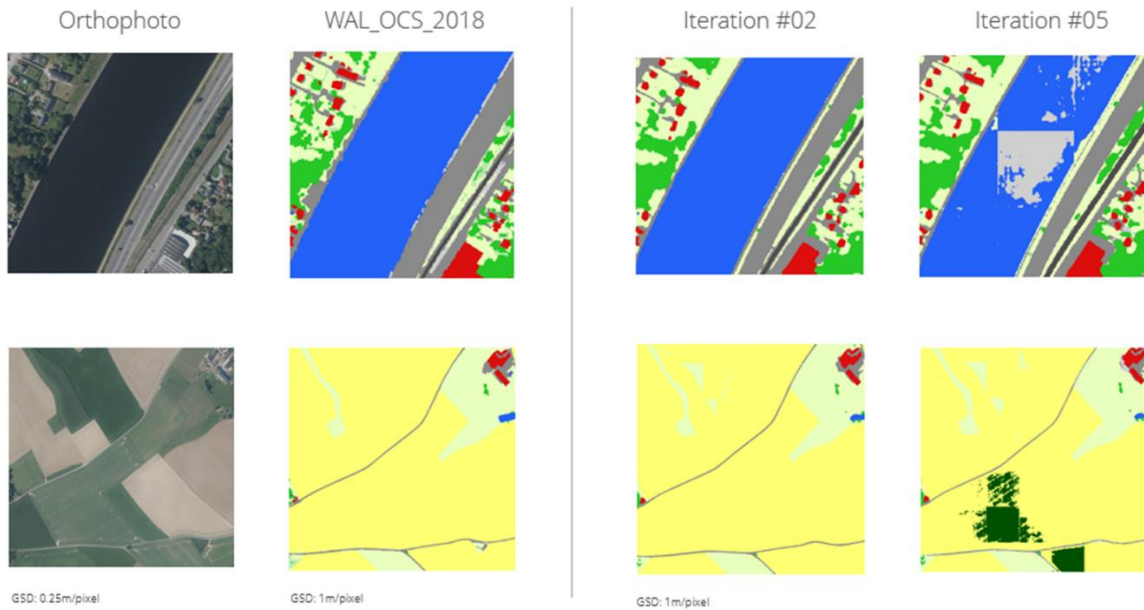 Orthophoto
WAL_OCS_2018
Iteration #02
Iteration #05
GSD: 0.25m/pixel
GSD: 1m/pixel
GSD: 1m/pixel